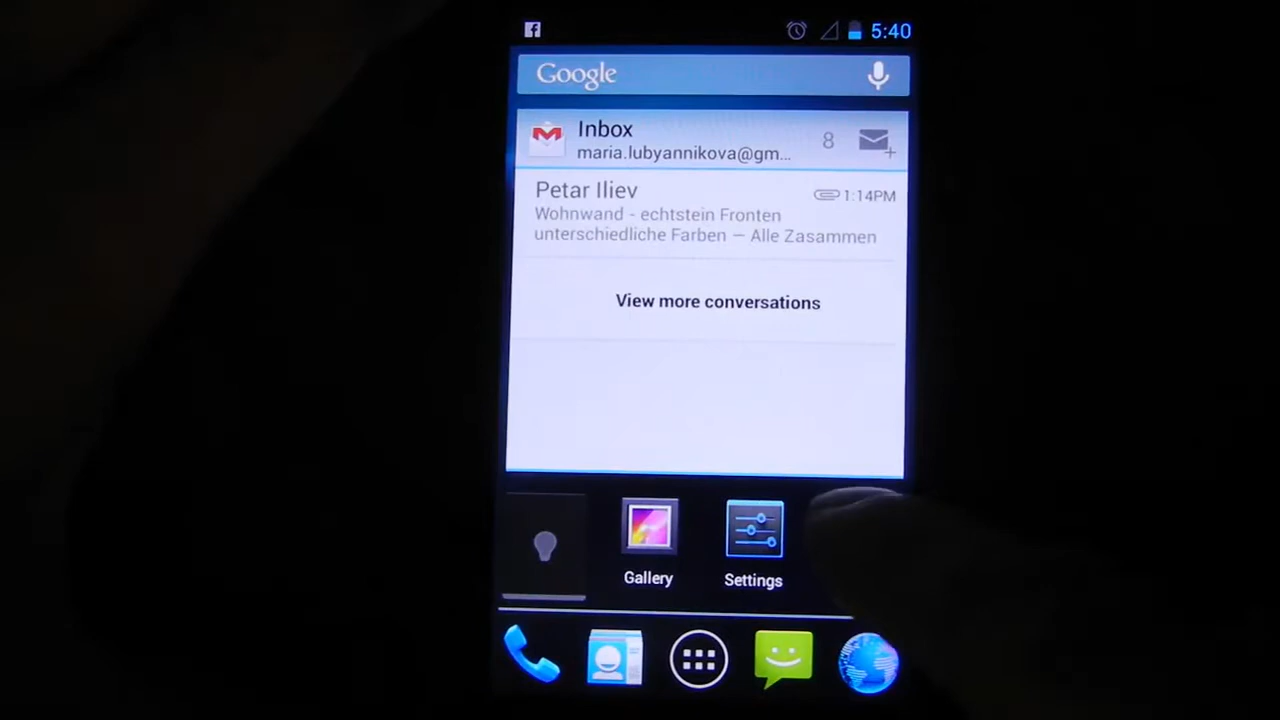 5:40
Google
Inbox
maria.lubyannikova@gm...
8
Petar Iliev
1:14PM
Wohnwand - echtstein Fronten
unterschiedliche Farben — Alle Zasammen
View more conversations
Gallery
Settings